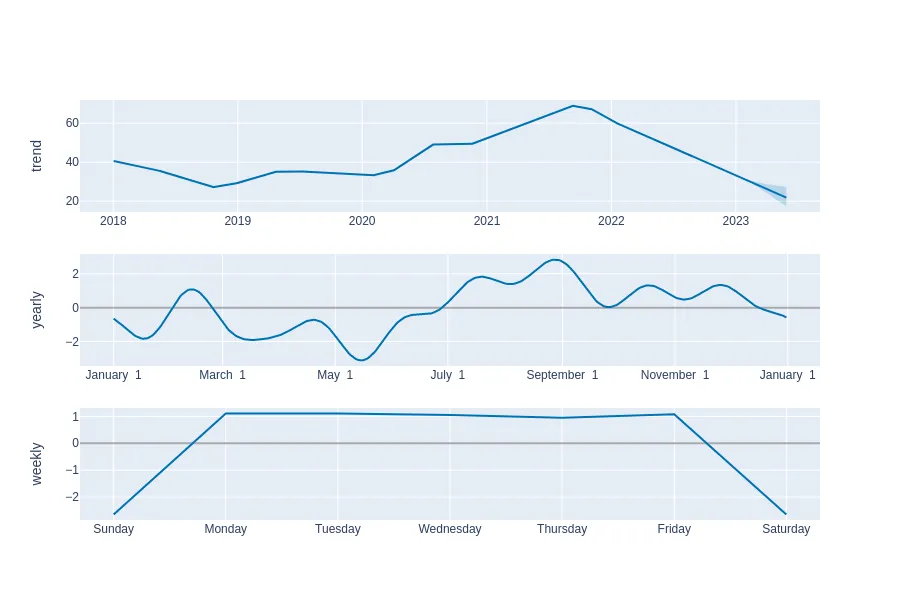 trend
60
40
20
2018 2019 2020 2021 2022 2023
yearly
2
0
−2
January 1 March 1 May 1 July 1 September 1 November 1 January 1
weekly
1
0
−1
−2
Sunday Monday Tuesday Wednesday Thursday Friday Saturday